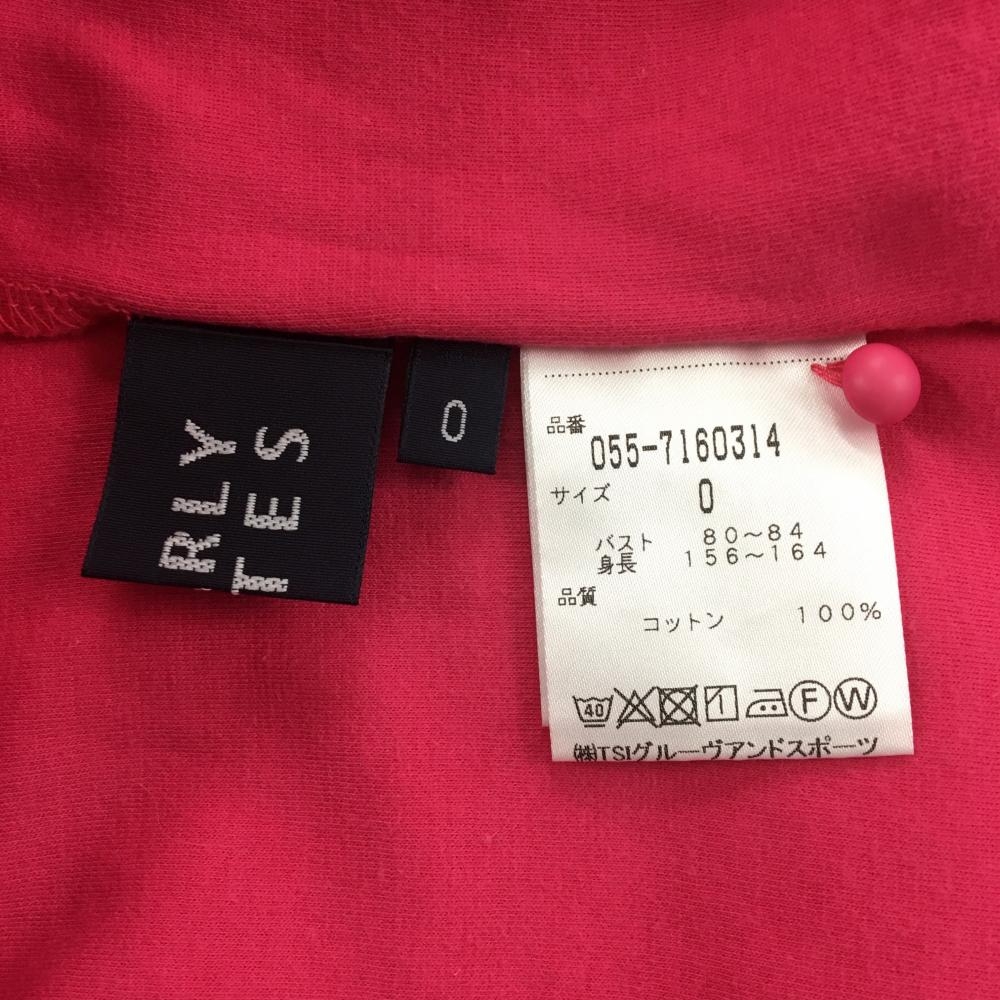 RLY
TES
0
品番
055-7160314
サイズ 0
バスト 80~84
身長 156~164
品質
コットン 100%
40 1 F W
㈱TSIグルーヴアンドスポーツ